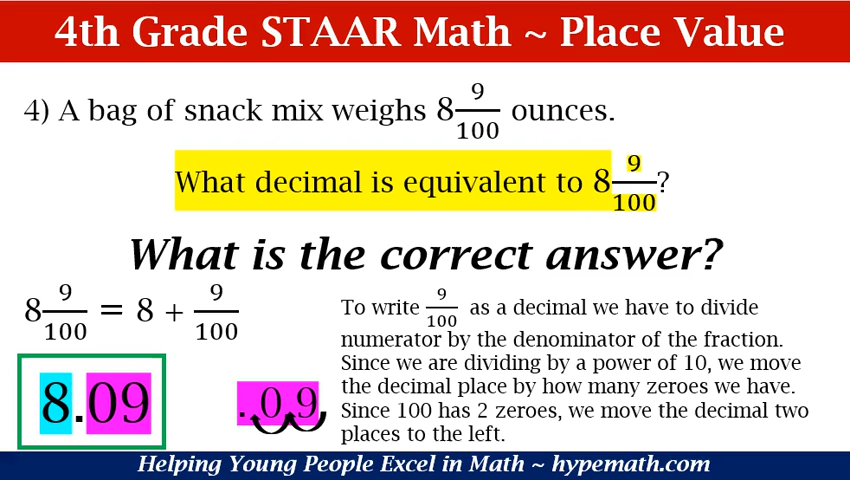 4th Grade STAAR Math ~ Place Value
4) A bag of snack mix weighs 8 9/100 ounces.
What decimal is equivalent to 8 9/100?
What is the correct answer?
8 9/100 = 8 + 9/100
8.09
.09,
To write 9/100 as a decimal we have to divide
numerator by the denominator of the fraction.
Since we are dividing by a power of 10, we move
the decimal place by how many zeroes we have.
Since 100 has 2 zeroes, we move the decimal two
places to the left.
Helping Young People Excel in Math ~ hypemath.com